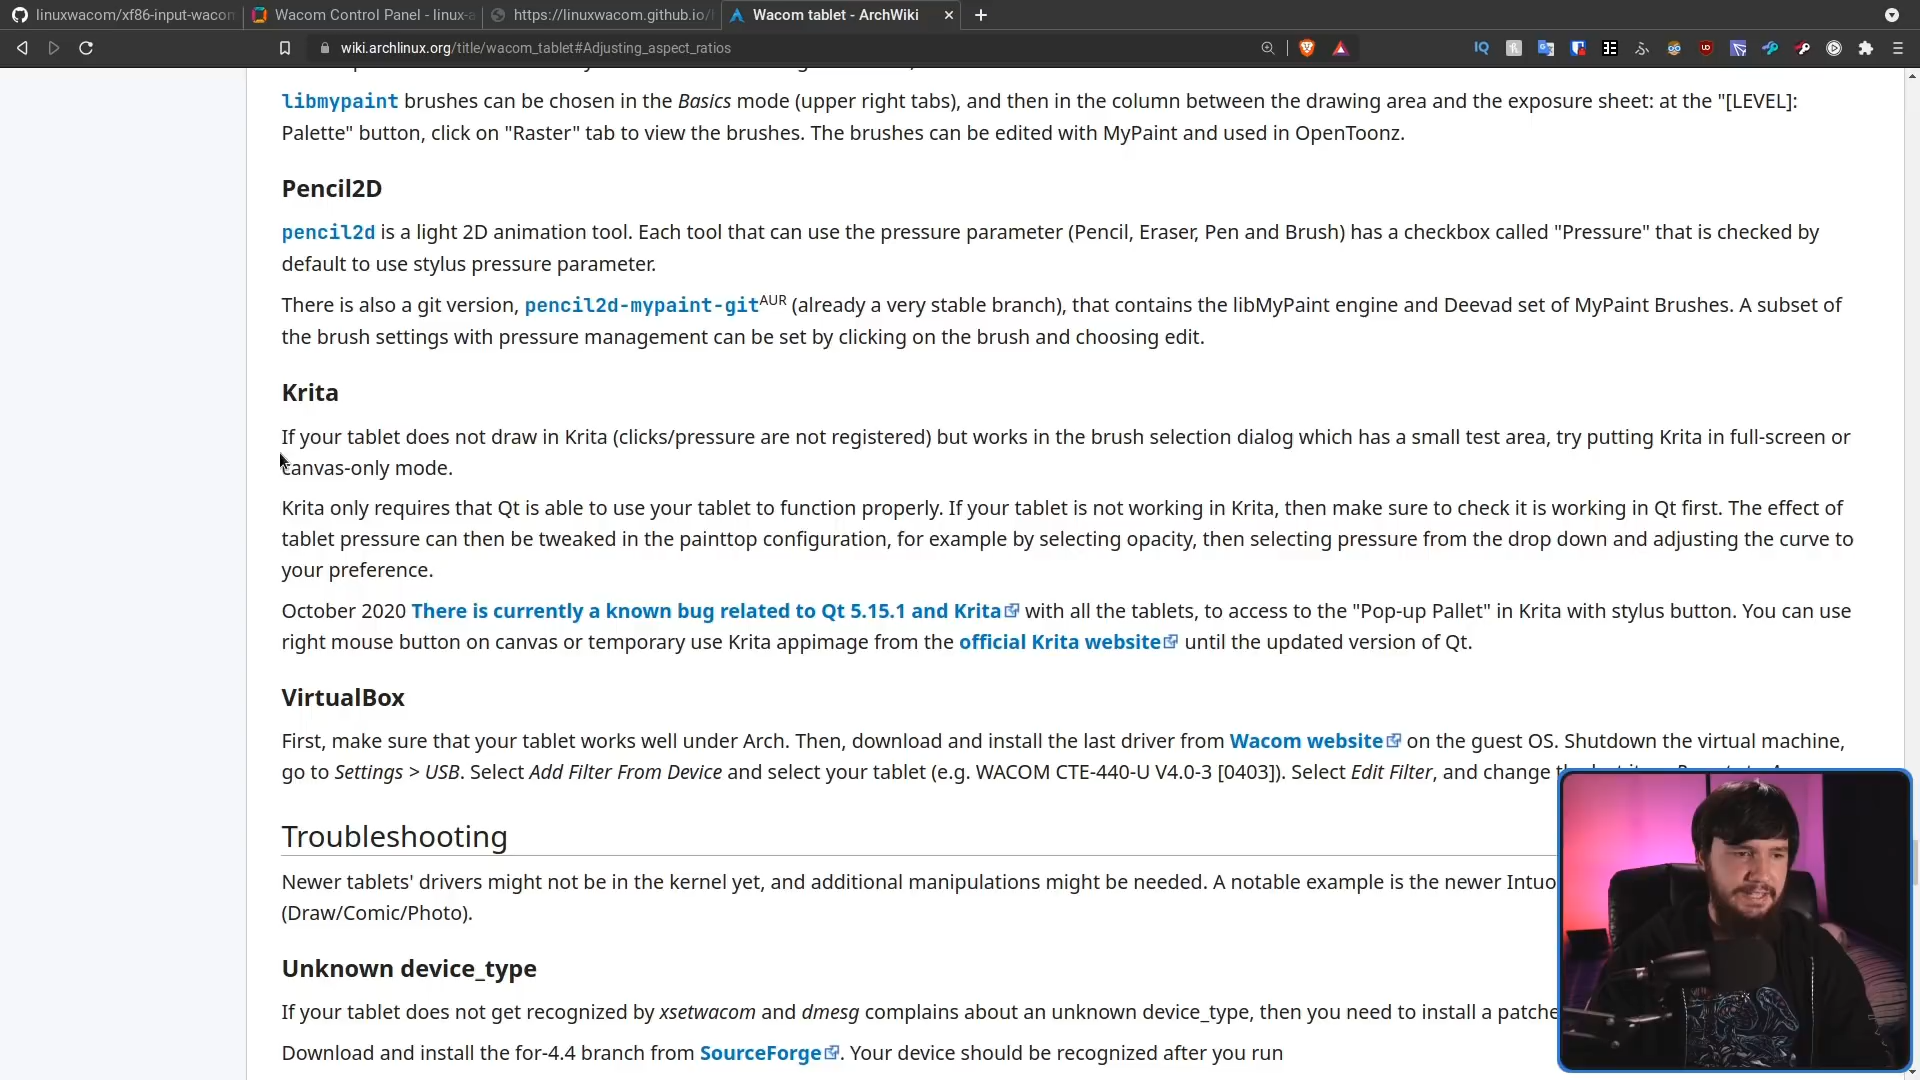 linuxwacom/xf86-input-wacom
Wacom Control Panel - linux-a
https://linuxwacom.github.io/
Wacom tablet - ArchWiki
wiki.archlinux.org/title/wacom_tablet#Adjusting_aspect_ratios
libmypaint brushes can be chosen in the Basics mode (upper right tabs), and then in the column between the drawing area and the exposure sheet: at the "[LEVEL]:
Palette" button, click on "Raster" tab to view the brushes. The brushes can be edited with MyPaint and used in OpenToonz.
Pencil2D
pencil2d is a light 2D animation tool. Each tool that can use the pressure parameter (Pencil, Eraser, Pen and Brush) has a checkbox called "Pressure" that is checked by
default to use stylus pressure parameter.
There is also a git version, pencil2d-mypaint-gitAUR (already a very stable branch), that contains the libMyPaint engine and Deevad set of MyPaint Brushes. A subset of
the brush settings with pressure management can be set by clicking on the brush and choosing edit.
Krita
If your tablet does not draw in Krita (clicks/pressure are not registered) but works in the brush selection dialog which has a small test area, try putting Krita in full-screen or
canvas-only mode.
Krita only requires that Qt is able to use your tablet to function properly. If your tablet is not working in Krita, then make sure to check it is working in Qt first. The effect of
tablet pressure can then be tweaked in the painttop configuration, for example by selecting opacity, then selecting pressure from the drop down and adjusting the curve to
your preference.
October 2020 There is currently a known bug related to Qt 5.15.1 and Krita with all the tablets, to access to the "Pop-up Pallet" in Krita with stylus button. You can use
right mouse button on canvas or temporary use Krita appimage from the official Krita website until the updated version of Qt.
VirtualBox
First, make sure that your tablet works well under Arch. Then, download and install the last driver from Wacom website on the guest OS. Shutdown the virtual machine,
go to Settings > USB. Select Add Filter From Device and select your tablet (e.g. WACOM CTE-440-U V4.0-3 [0403]). Select Edit Filter, and change
Troubleshooting
Newer tablets' drivers might not be in the kernel yet, and additional manipulations might be needed. A notable example is the newer Intuo
(Draw/Comic/Photo).
Unknown device_type
If your tablet does not get recognized by xsetwacom and dmesg complains about an unknown device_type, then you need to install a patche
Download and install the for-4.4 branch from SourceForge. Your device should be recognized after you run